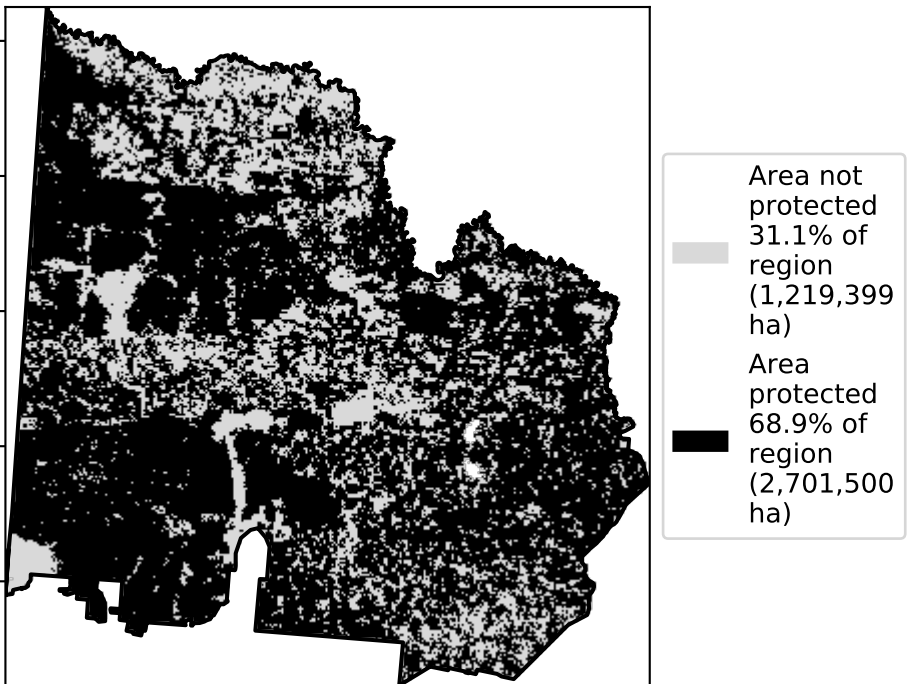 Area not
protected
31.1% of
region
(1,219,399
ha)
Area
protected
68.9% of
region
(2,701,500
ha)